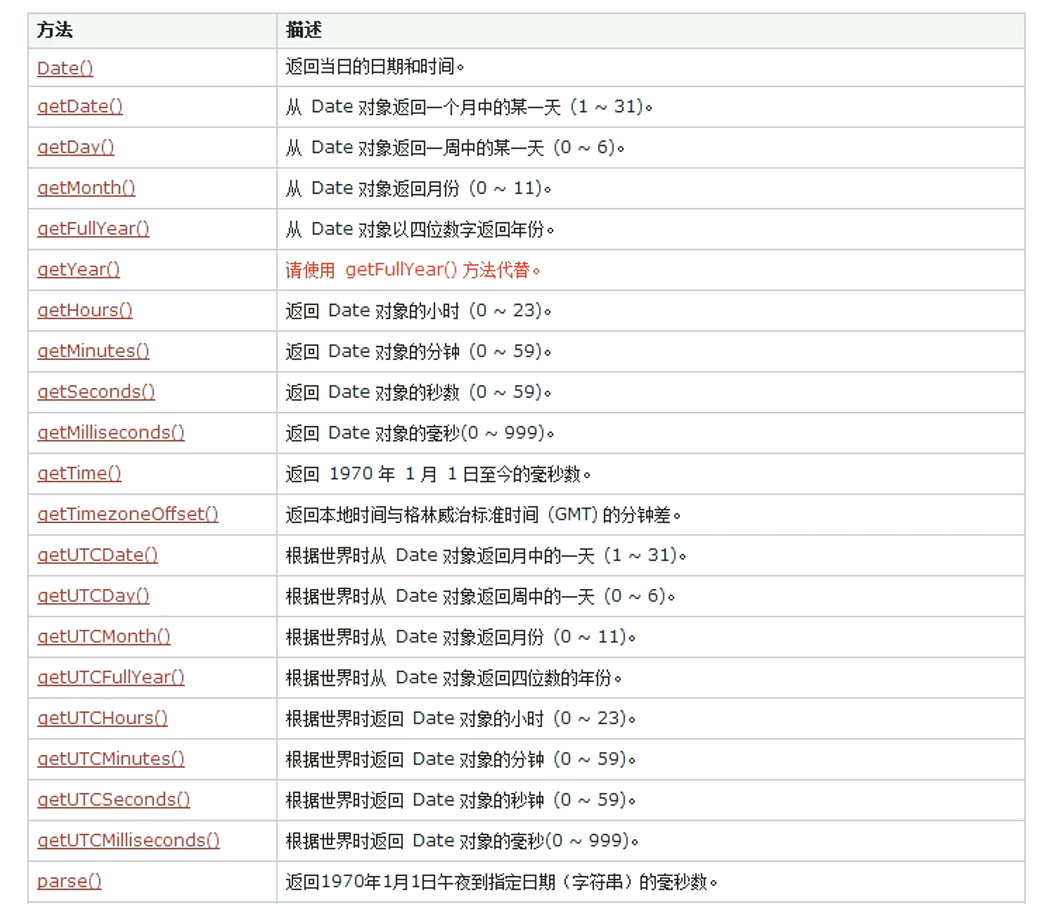 方法 描述
Date() 返回当日的日期和时间。
getDate() 从 Date 对象返回一个月中的某一天 (1 ~ 31)。
getDay() 从 Date 对象返回一周中的某一天 (0 ~ 6)。
getMonth() 从 Date 对象返回月份 (0 ~ 11)。
getFullYear() 从 Date 对象以四位数字返回年份。
getYear() 请使用 getFullYear() 方法代替。
getHours() 返回 Date 对象的小时 (0 ~ 23)。
getMinutes() 返回 Date 对象的分钟 (0 ~ 59)。
getSeconds() 返回 Date 对象的秒数 (0 ~ 59)。
getMilliseconds() 返回 Date 对象的毫秒(0 ~ 999)。
getTime() 返回 1970 年 1 月 1 日至今的毫秒数。
getTimezoneOffset() 返回本地时间与格林威治标准时间 (GMT) 的分钟差。
getUTCDate() 根据世界时从 Date 对象返回月中的一天 (1 ~ 31)。
getUTCDay() 根据世界时从 Date 对象返回周中的一天 (0 ~ 6)。
getUTCMonth() 根据世界时从 Date 对象返回月份 (0 ~ 11)。
getUTCFullYear() 根据世界时从 Date 对象返回四位数的年份。
getUTCHours() 根据世界时返回 Date 对象的小时 (0 ~ 23)。
getUTCMinutes() 根据世界时返回 Date 对象的分钟 (0 ~ 59)。
getUTCSeconds() 根据世界时返回 Date 对象的秒钟 (0 ~ 59)。
getUTCMilliseconds() 根据世界时返回 Date 对象的毫秒(0 ~ 999)。
parse() 返回1970年1月1日午夜到指定日期（字符串）的毫秒数。